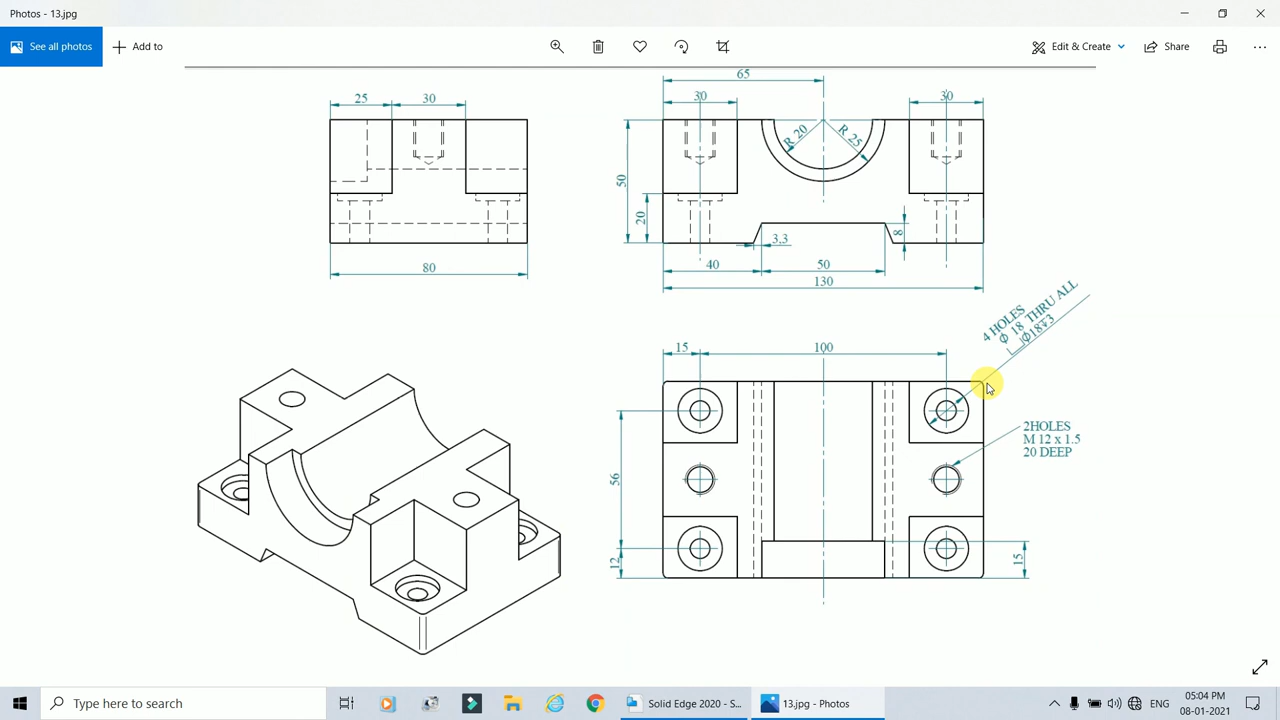 Photos - 13.jpg
See all photos
Add to
Edit & Create
Share
65
25
30
30
30
R 20
R 25
50
20
8
3.3
40
50
80
130
4 HOLES
ϕ 18 THRU ALL
⌴ϕ18↧3
15
100
2HOLES
M 12 x 1.5
20 DEEP
56
12
15
Type here to search
Solid Edge 2020 - S...
13.jpg - Photos
ENG
05:04 PM
08-01-2021